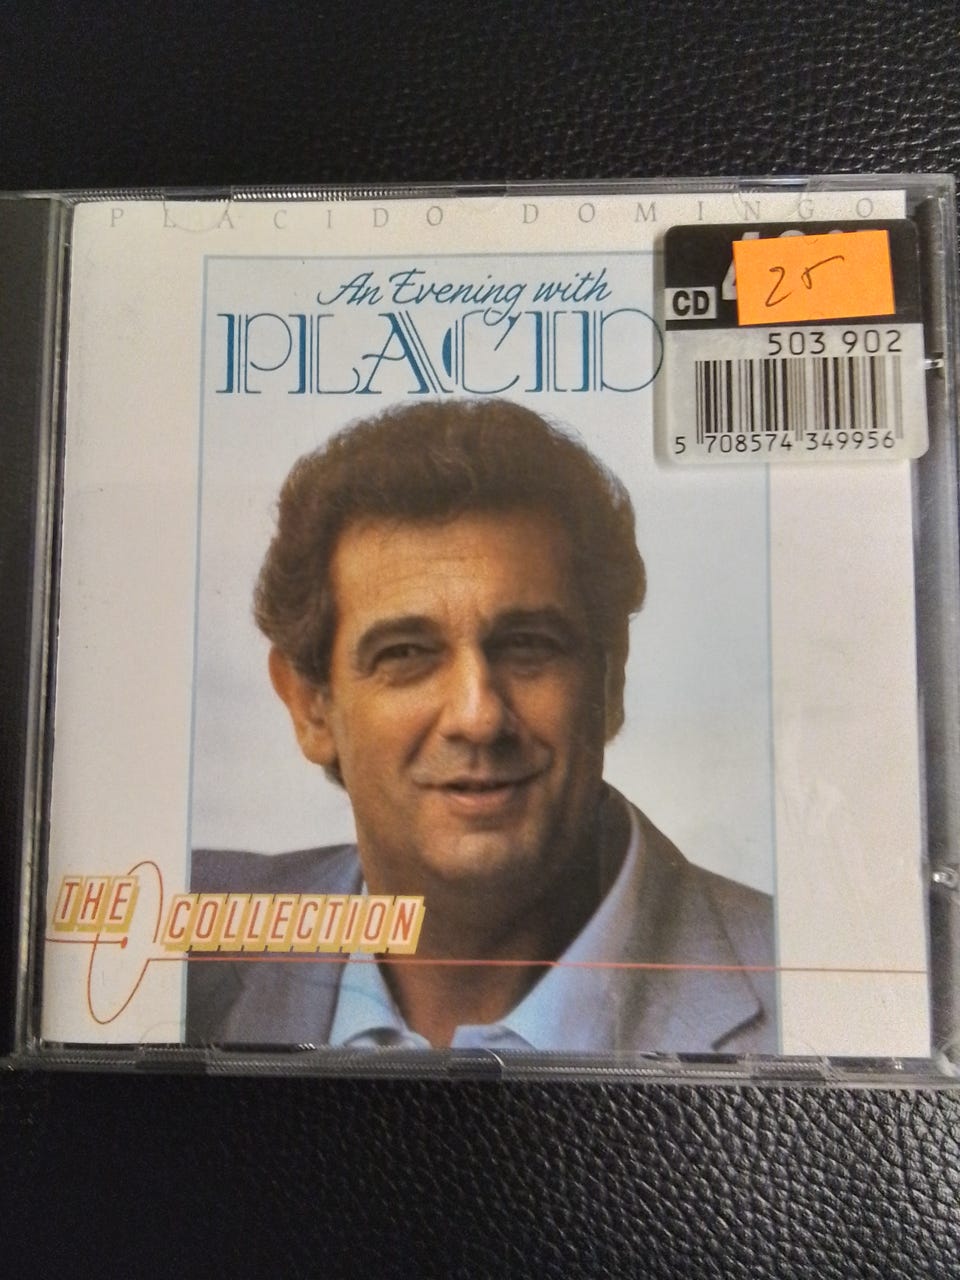 PLACIDO DOMINGO
An Evening with
PLACID
CD
25
503 902
5 708574 349956
THE COLLECTION